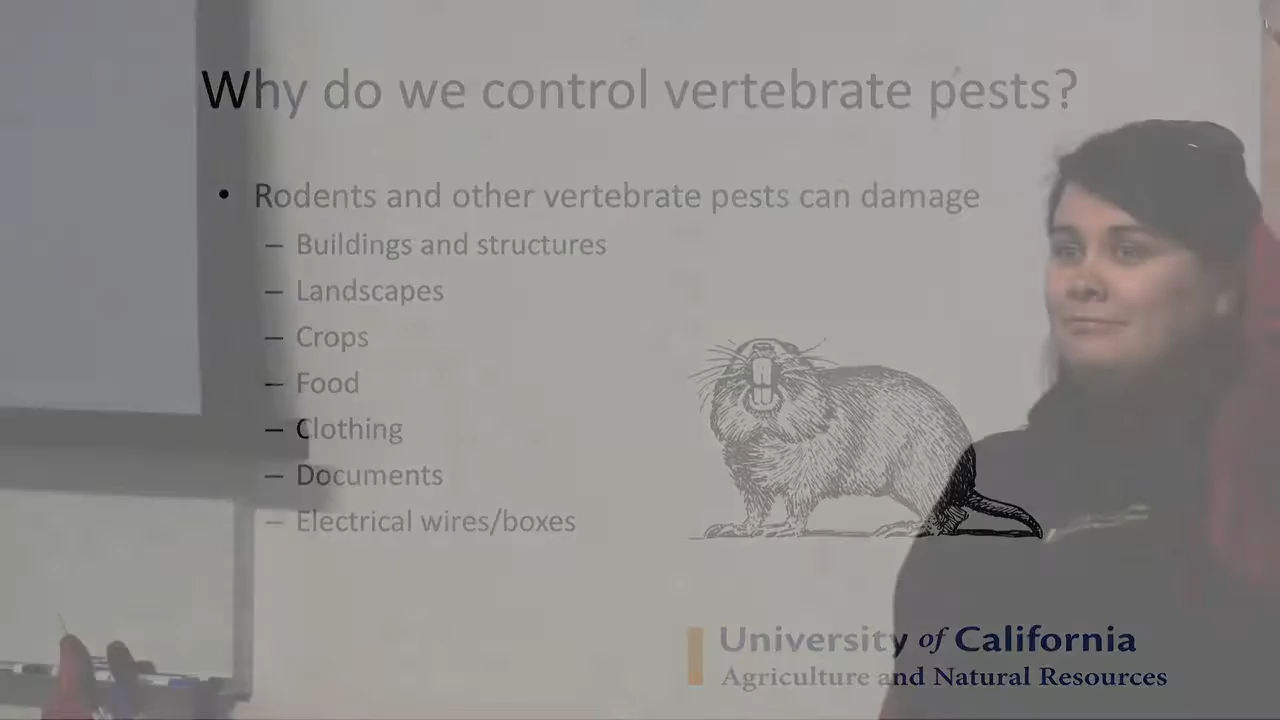 Why do we control vertebrate pests?
• Rodents and other vertebrate pests can damage
– Buildings and structures
– Landscapes
– Crops
– Food
– Clothing
– Documents
– Electrical wires/boxes
University of California
Agriculture and Natural Resources